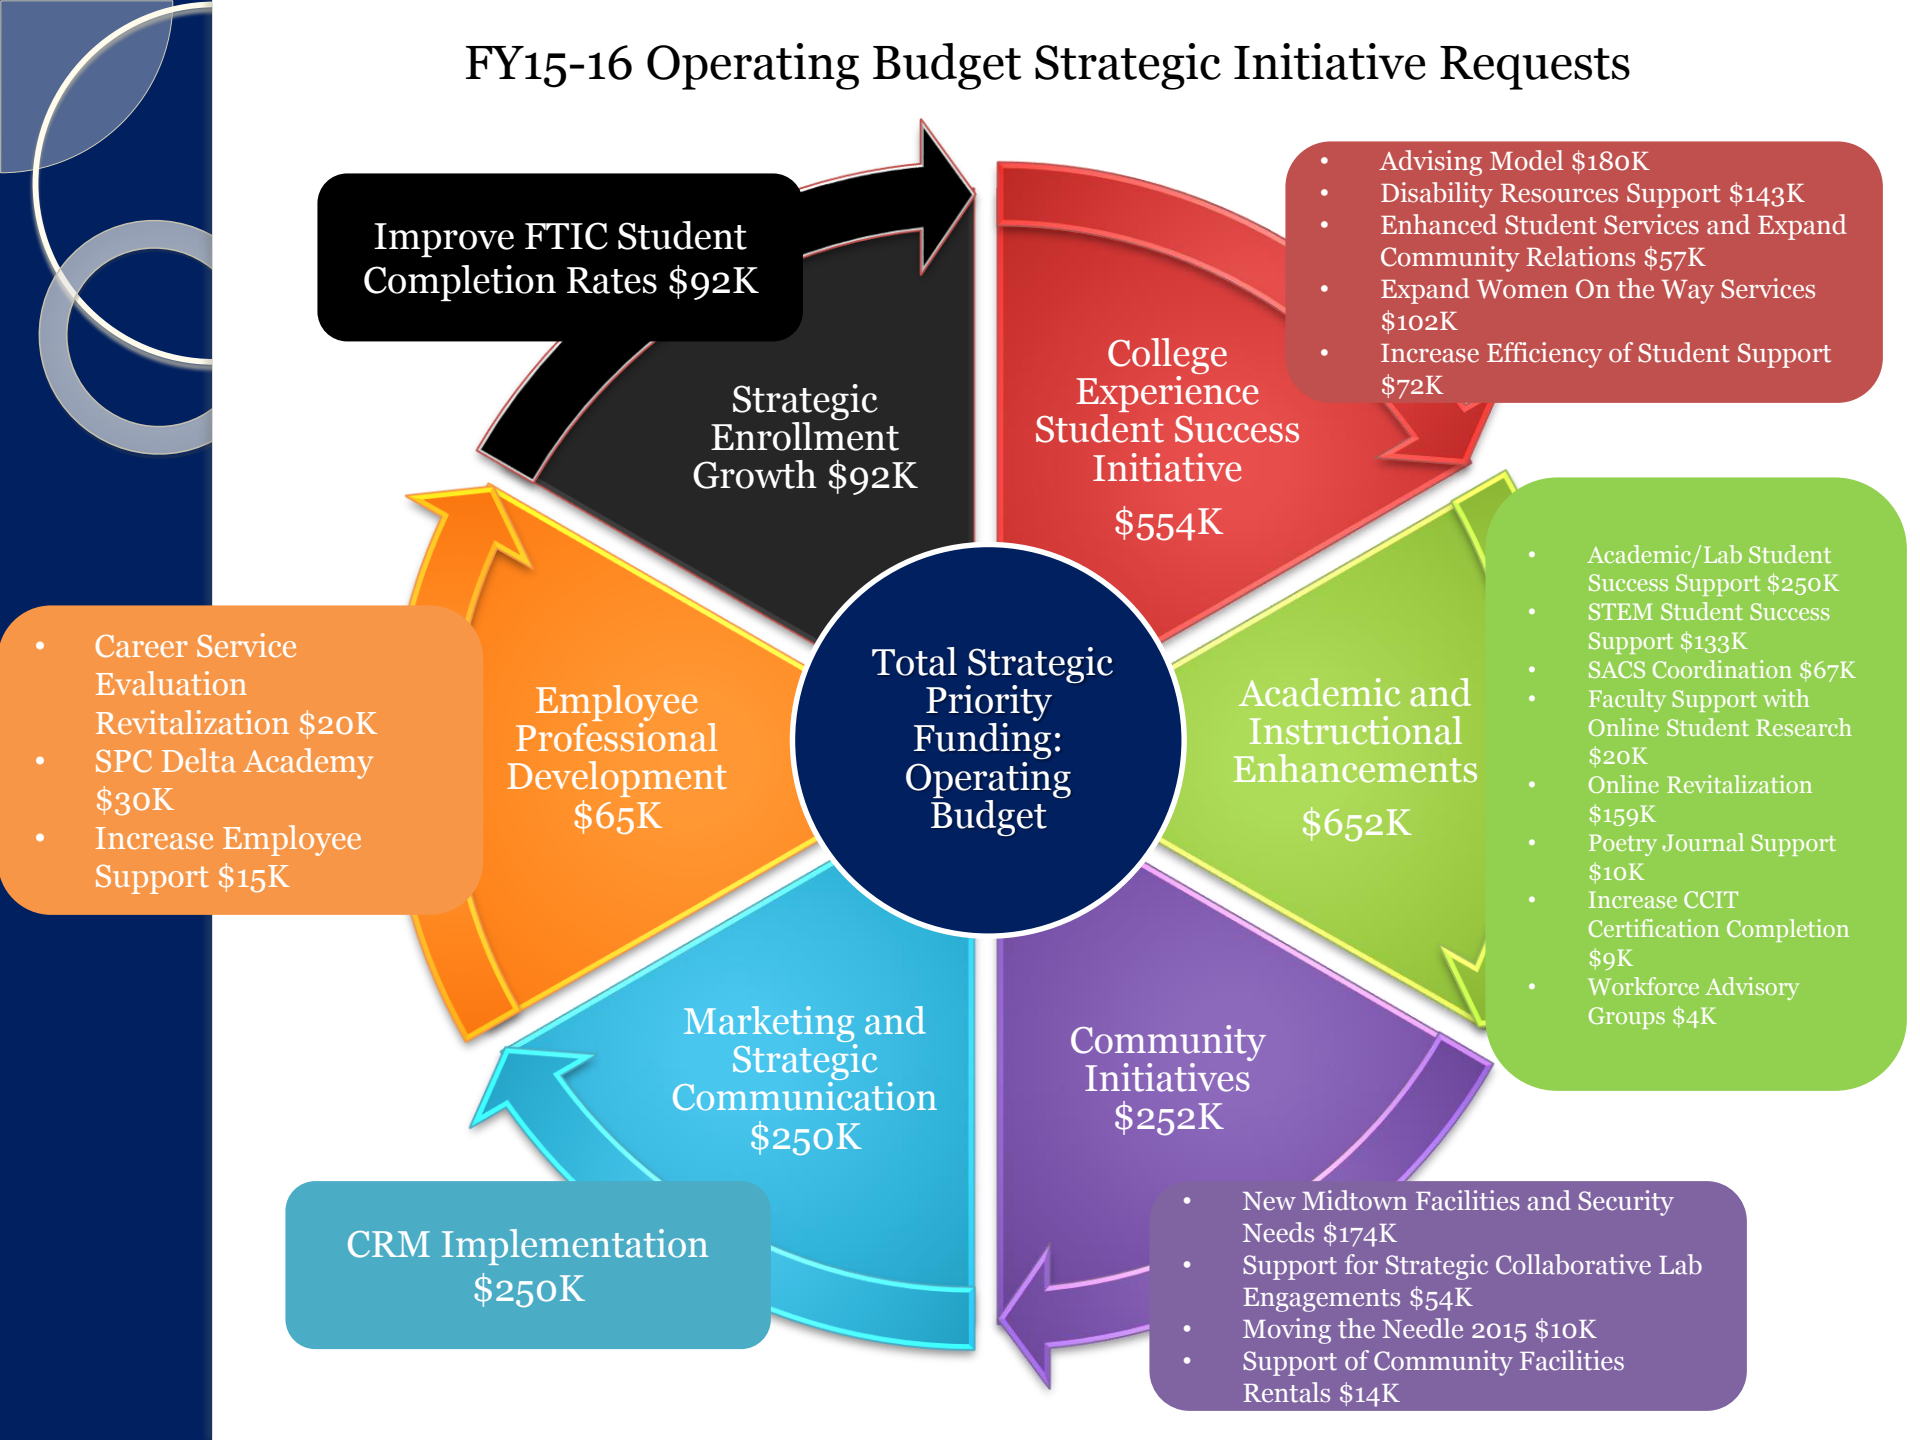 FY15-16 Operating Budget Strategic Initiative Requests
Improve FTIC Student
Completion Rates $92K
Strategic
Enrollment
Growth $92K
College
Experience
Student Success
Initiative
$554K
• Advising Model $180K
• Disability Resources Support $143K
• Enhanced Student Services and Expand
Community Relations $57K
• Expand Women On the Way Services
$102K
• Increase Efficiency of Student Support
$72K
Academic and
Instructional
Enhancements
$652K
• Academic/Lab Student
Success Support $250K
• STEM Student Success
Support $133K
• SACS Coordination $67K
• Faculty Support with
Online Student Research
$20K
• Online Revitalization
$159K
• Poetry Journal Support
$10K
• Increase CCIT
Certification Completion
$9K
• Workforce Advisory
Groups $4K
Total Strategic
Priority
Funding:
Operating
Budget
• Career Service
Evaluation
Revitalization $20K
• SPC Delta Academy
$30K
• Increase Employee
Support $15K
Employee
Professional
Development
$65K
Marketing and
Strategic
Communication
$250K
CRM Implementation
$250K
Community
Initiatives
$252K
• New Midtown Facilities and Security
Needs $174K
• Support for Strategic Collaborative Lab
Engagements $54K
• Moving the Needle 2015 $10K
• Support of Community Facilities
Rentals $14K